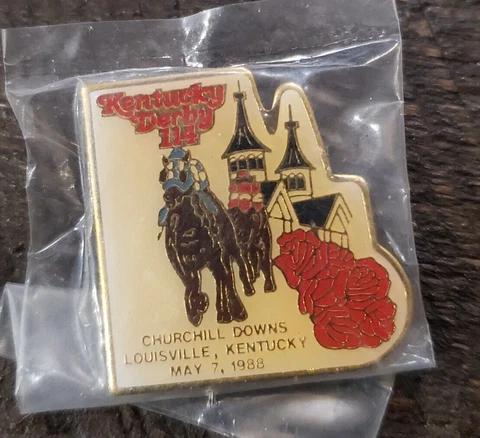 Kentucky
Derby
114
CHURCHILL DOWNS
LOUISVILLE, KENTUCKY
MAY 7, 1988